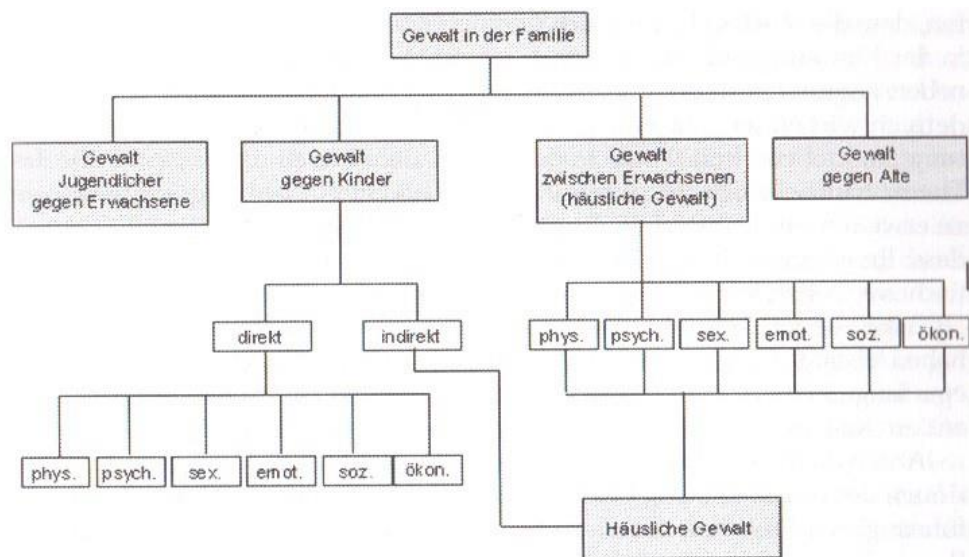 Gewalt in der Familie
Gewalt
Jugendlicher
gegen Erwachsene
Gewalt
gegen Kinder
Gewalt
zwischen Erwachsenen
(häusliche Gewalt)
Gewalt
gegen Alte
direkt
indirekt
phys.
psych.
sex.
emot.
soz.
ökon.
phys.
psych.
sex.
emot.
soz.
ökon.
Häusliche Gewalt